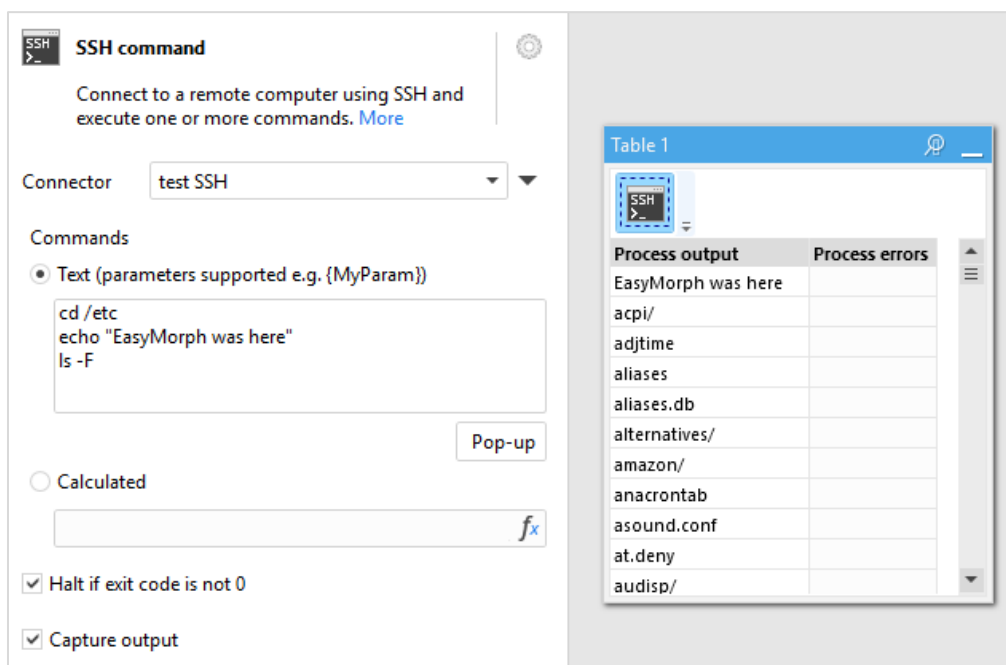 SSH
>_
SSH command
Connect to a remote computer using SSH and
execute one or more commands. More
Connector
test SSH
Commands
Text (parameters supported e.g. {MyParam})
cd /etc
echo "EasyMorph was here"
ls -F
Pop-up
Calculated
fx
Halt if exit code is not 0
Capture output
Table 1
SSH
>_
Process output Process errors
EasyMorph was here
acpi/
adjtime
aliases
aliases.db
alternatives/
amazon/
anacrontab
asound.conf
at.deny
audisp/